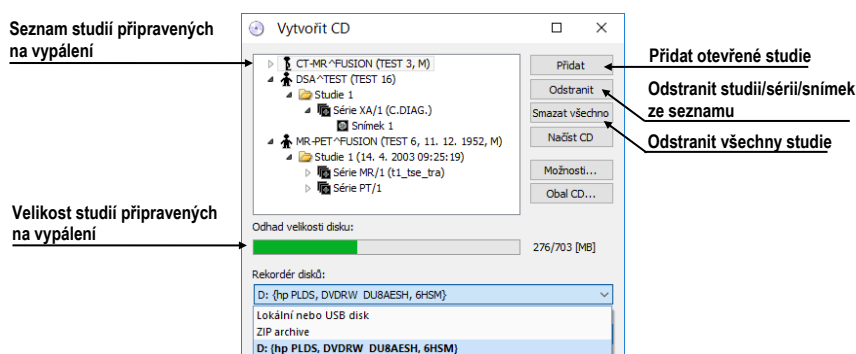 Seznam studií připravených
na vypálení
Velikost studií připravených
na vypálení
Vytvořit CD
CT-MR^FUSION (TEST 3, M)
DSA^TEST (TEST 16)
Studie 1
Série XA/1 (C.DIAG.)
Snímek 1
MR-PET^FUSION (TEST 6, 11. 12. 1952, M)
Studie 1 (14. 4. 2003 09:25:19)
Série MR/1 (t1_tse_tra)
Série PT/1
Přidat
Odstranit
Smazat všechno
Načíst CD
Možnosti...
Obal CD...
Odhad velikosti disku:
276/703 [MB]
Rekordér disků:
D: {hp PLDS, DVDRW DU8AESH, 6HSM}
Lokální nebo USB disk
ZIP archive
D: {hp PLDS, DVDRW DU8AESH, 6HSM}
Přidat otevřené studie
Odstranit studii/sérii/snímek
ze seznamu
Odstranit všechny studie